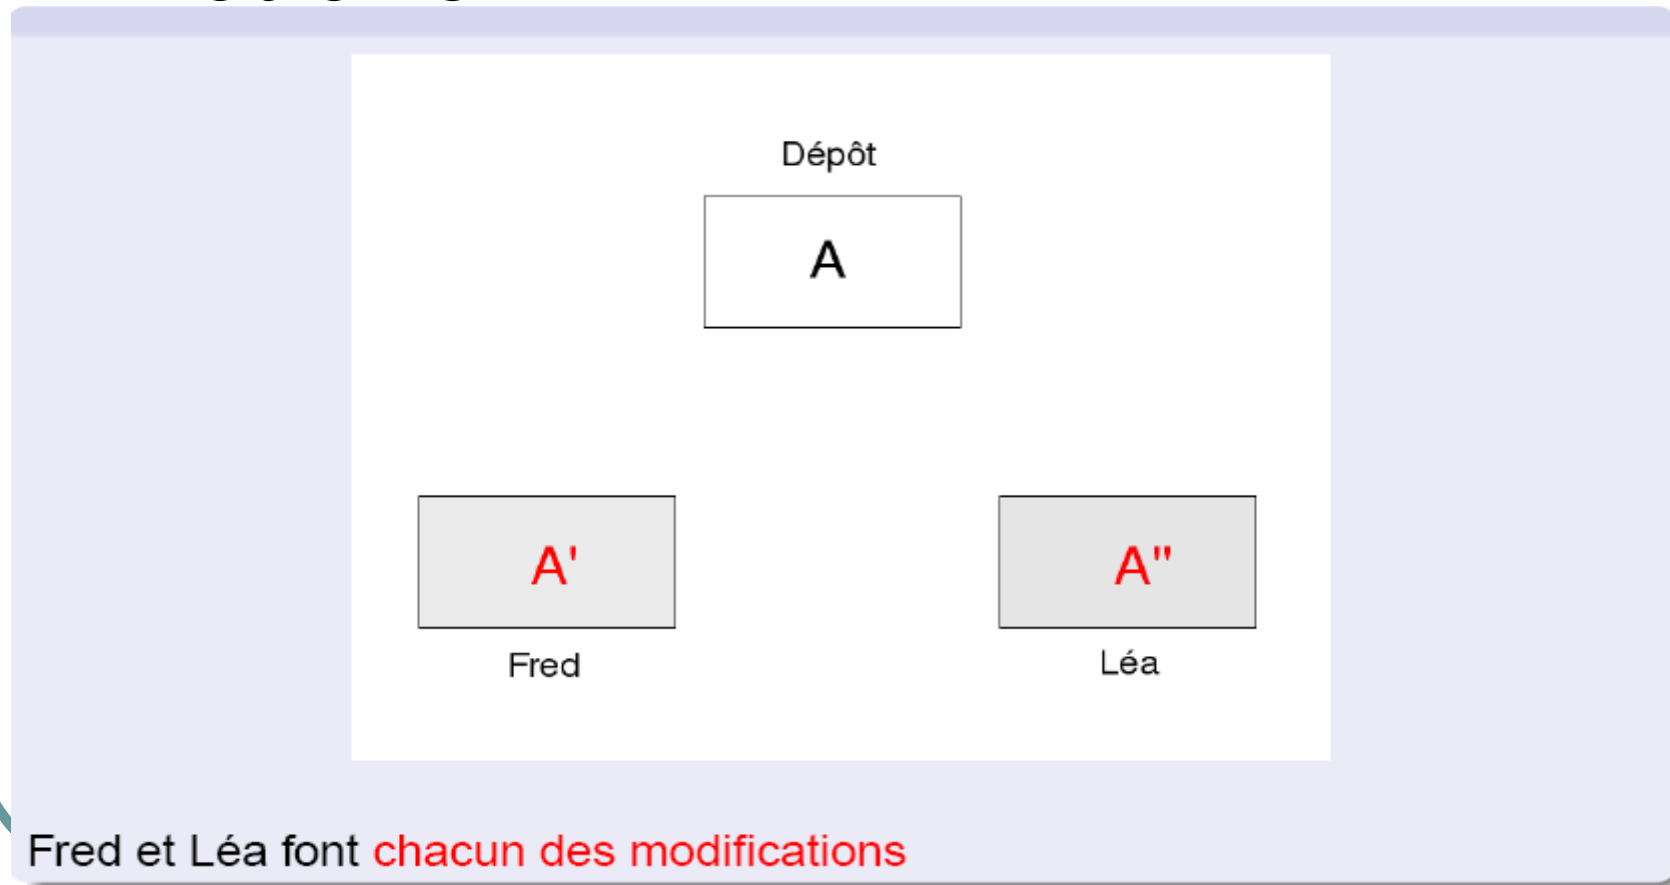 Dépôt
A
A' A"
Fred Léa
Fred et Léa font chacun des modifications